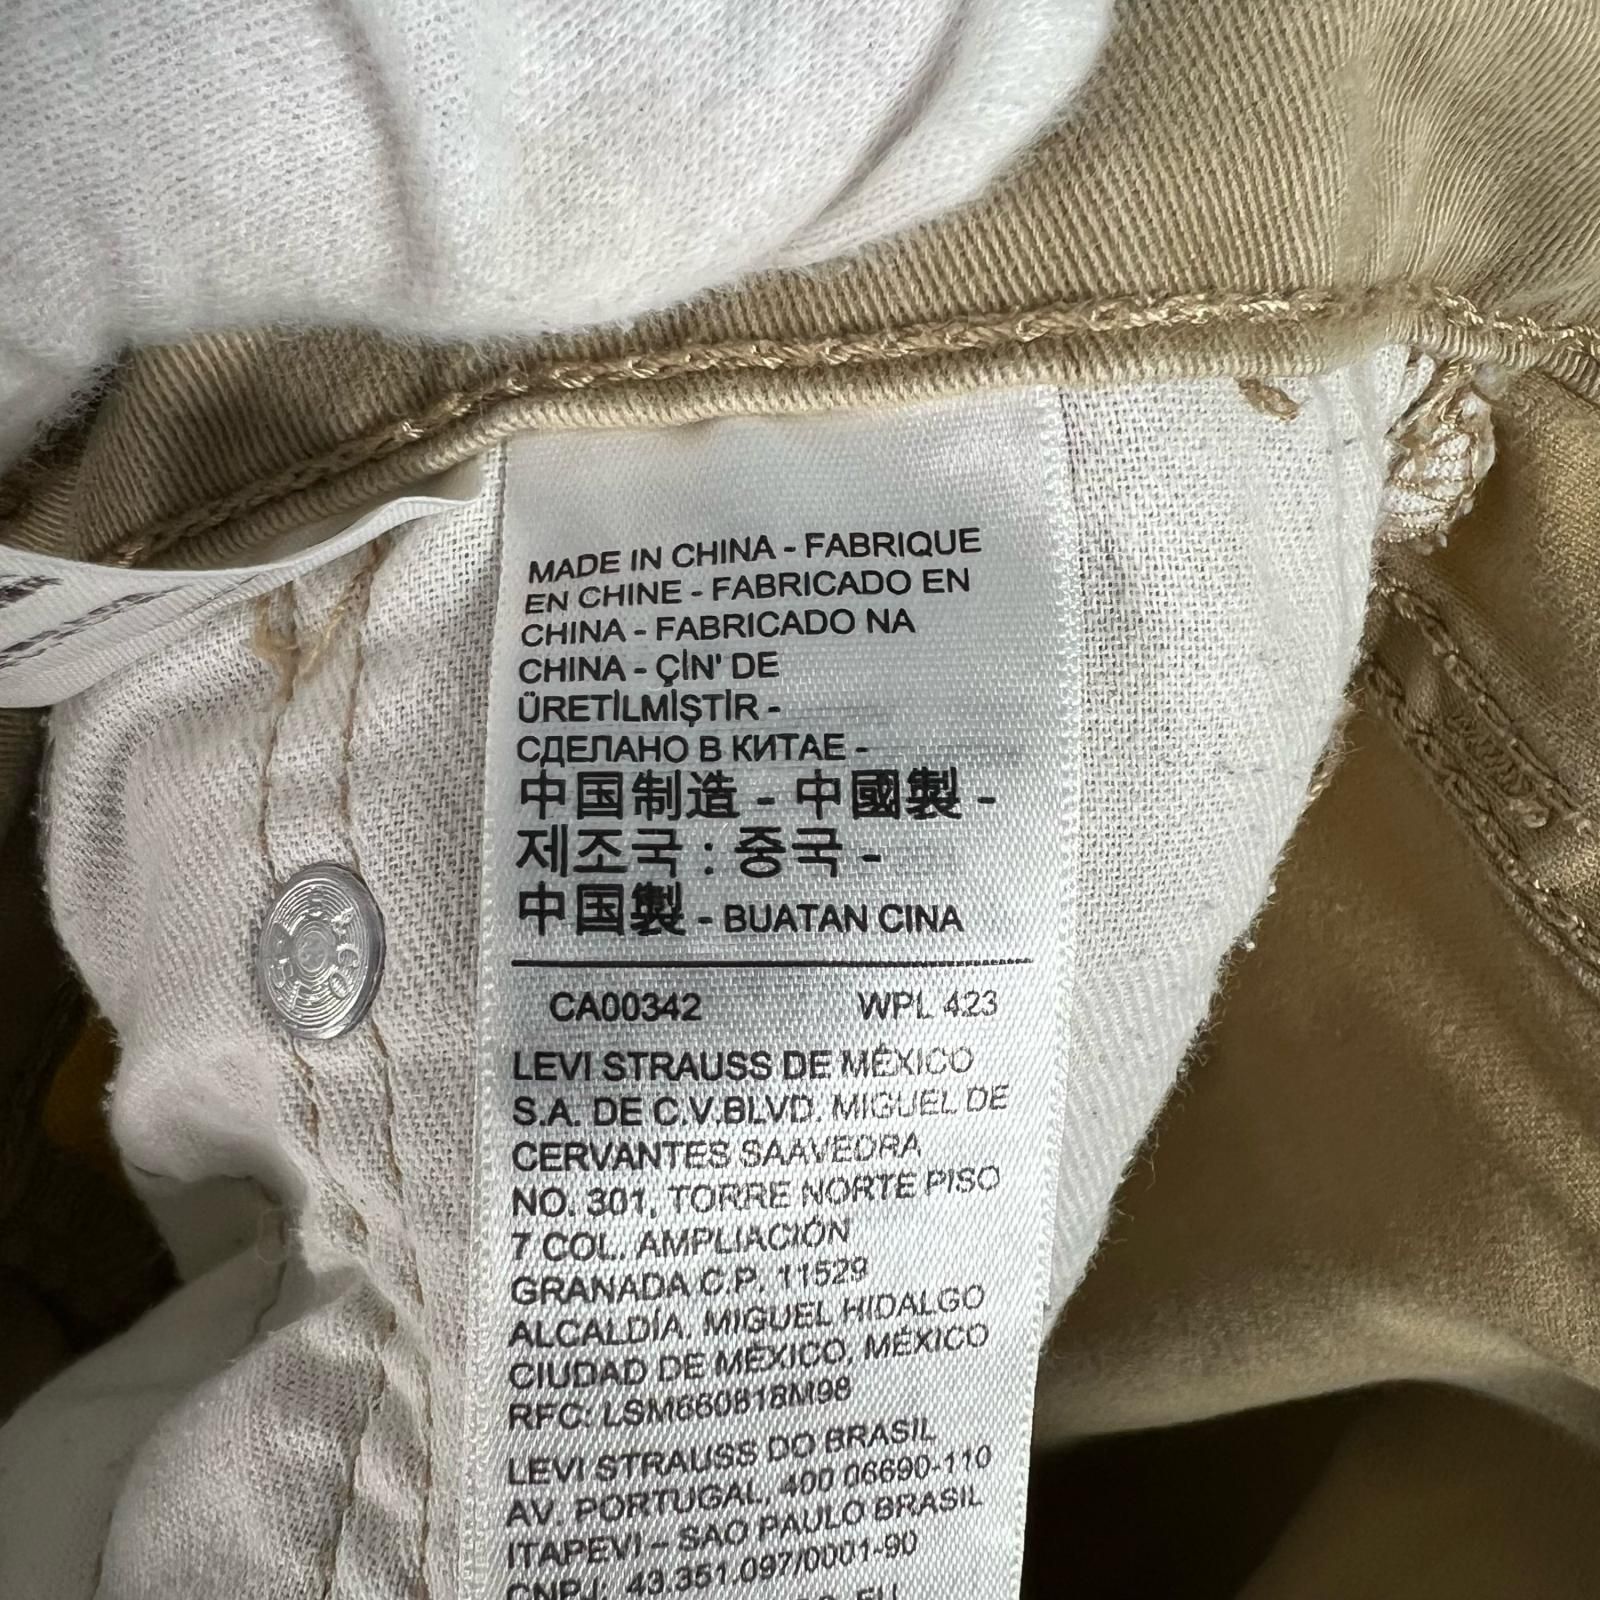 MADE IN CHINA - FABRIQUE
EN CHINE - FABRICADO EN
CHINA - FABRICADO NA
CHINA - ÇİN' DE
ÜRETİLMİŞTİR -
СДЕЛАНО В КИТАЕ -
中国制造 - 中國製 -
제조국 : 중국 -
中国製 - BUATAN CINA
CA00342 WPL 423
LEVI STRAUSS DE MÉXICO
S.A. DE C.V.BLVD. MIGUEL DE
CERVANTES SAAVEDRA
NO. 301, TORRE NORTE PISO
7 COL. AMPLIACIÓN
GRANADA C.P. 11529
ALCALDÍA. MIGUEL HIDALGO
CIUDAD DE MÉXICO, MÉXICO
RFC: LSM660818M98
LEVI STRAUSS DO BRASIL
AV. PORTUGAL, 400 06690-110
ITAPEVI – SAO PAULO BRASIL
CNPJ: 43.351.097/0001-90